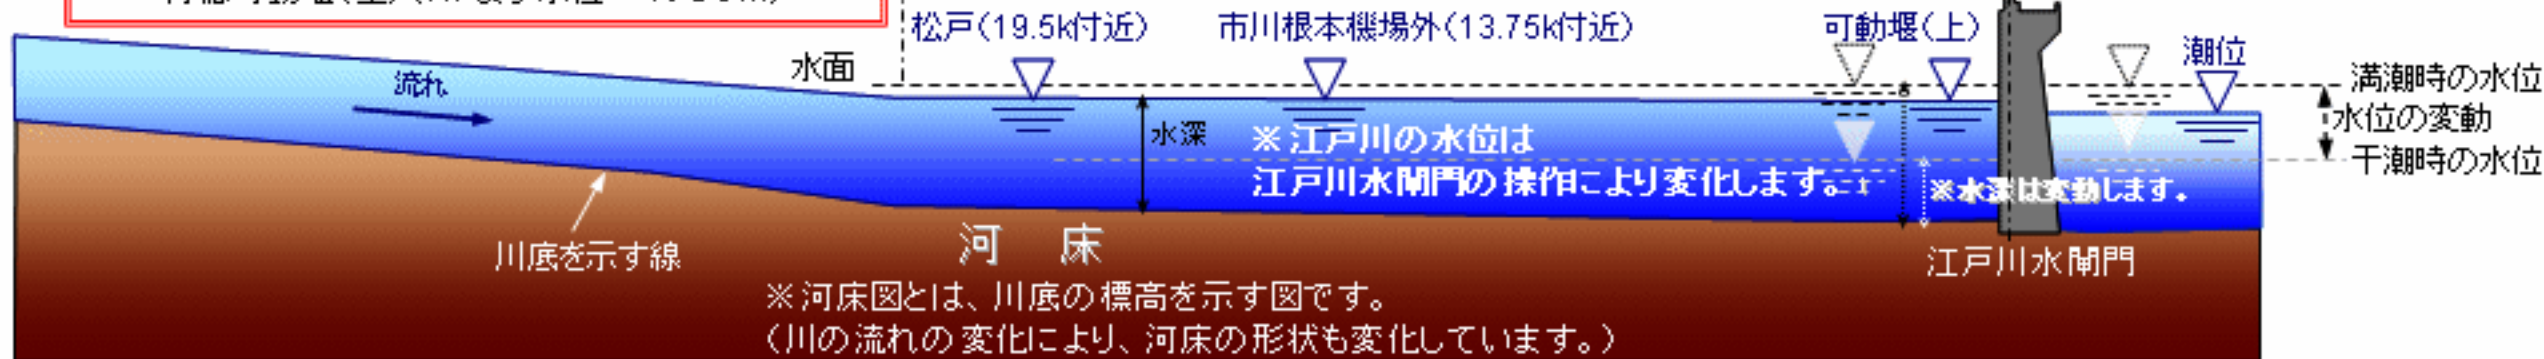 松戸(19.5k付近)
市川根本機場外(13.75k付近)
可動堰(上)
潮位
水面
満潮時の水位
流れ
水位の変動
水深
※江戸川の水位は
江戸川水閘門の操作により変化します。
干潮時の水位
※水深は変動します。
川底を示す線
河 床
江戸川水閘門
※河床図とは、川底の標高を示す図です。
(川の流れの変化により、河床の形状も変化しています。)